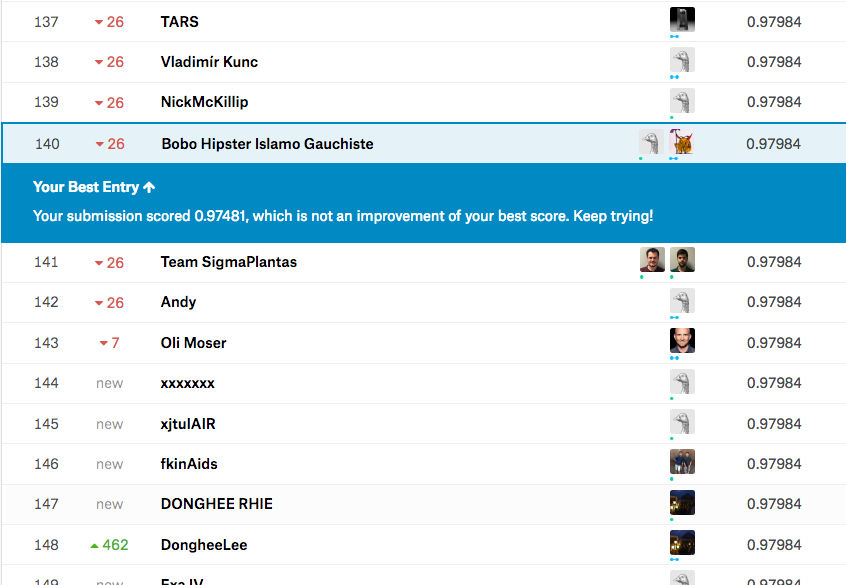 137 26 TARS 0.97984
138 26 Vladimír Kunc 0.97984
139 26 NickMcKillip 0.97984
140 26 Bobo Hipster Islamo Gauchiste 0.97984
Your Best Entry
Your submission scored 0.97481, which is not an improvement of your best score. Keep trying!
141 26 Team SigmaPlantas 0.97984
142 26 Andy 0.97984
143 7 Oli Moser 0.97984
144 new xxxxxxx 0.97984
145 new xjtuIAIR 0.97984
146 new fkinAids 0.97984
147 new DONGHEE RHIE 0.97984
148 462 DongheeLee 0.97984
149 new